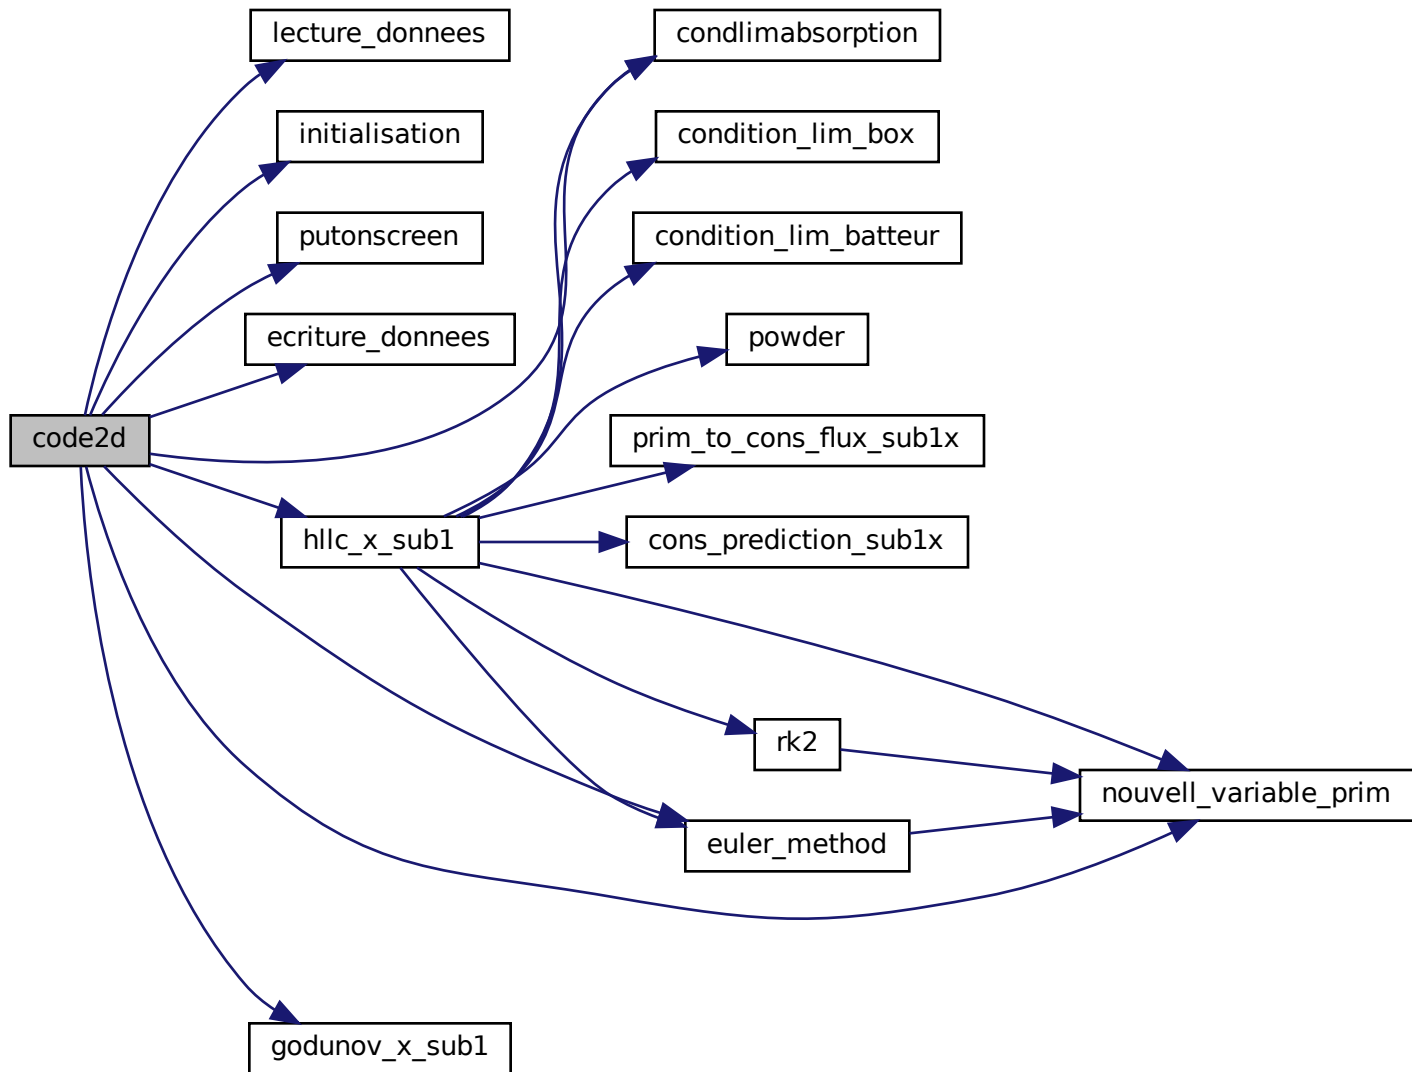 lecture_donnees
condlimabsorption
initialisation
condition_lim_box
putonscreen
condition_lim_batteur
ecriture_donnees
powder
code2d
prim_to_cons_flux_sub1x
hllc_x_sub1
cons_prediction_sub1x
rk2
nouvell_variable_prim
euler_method
godunov_x_sub1